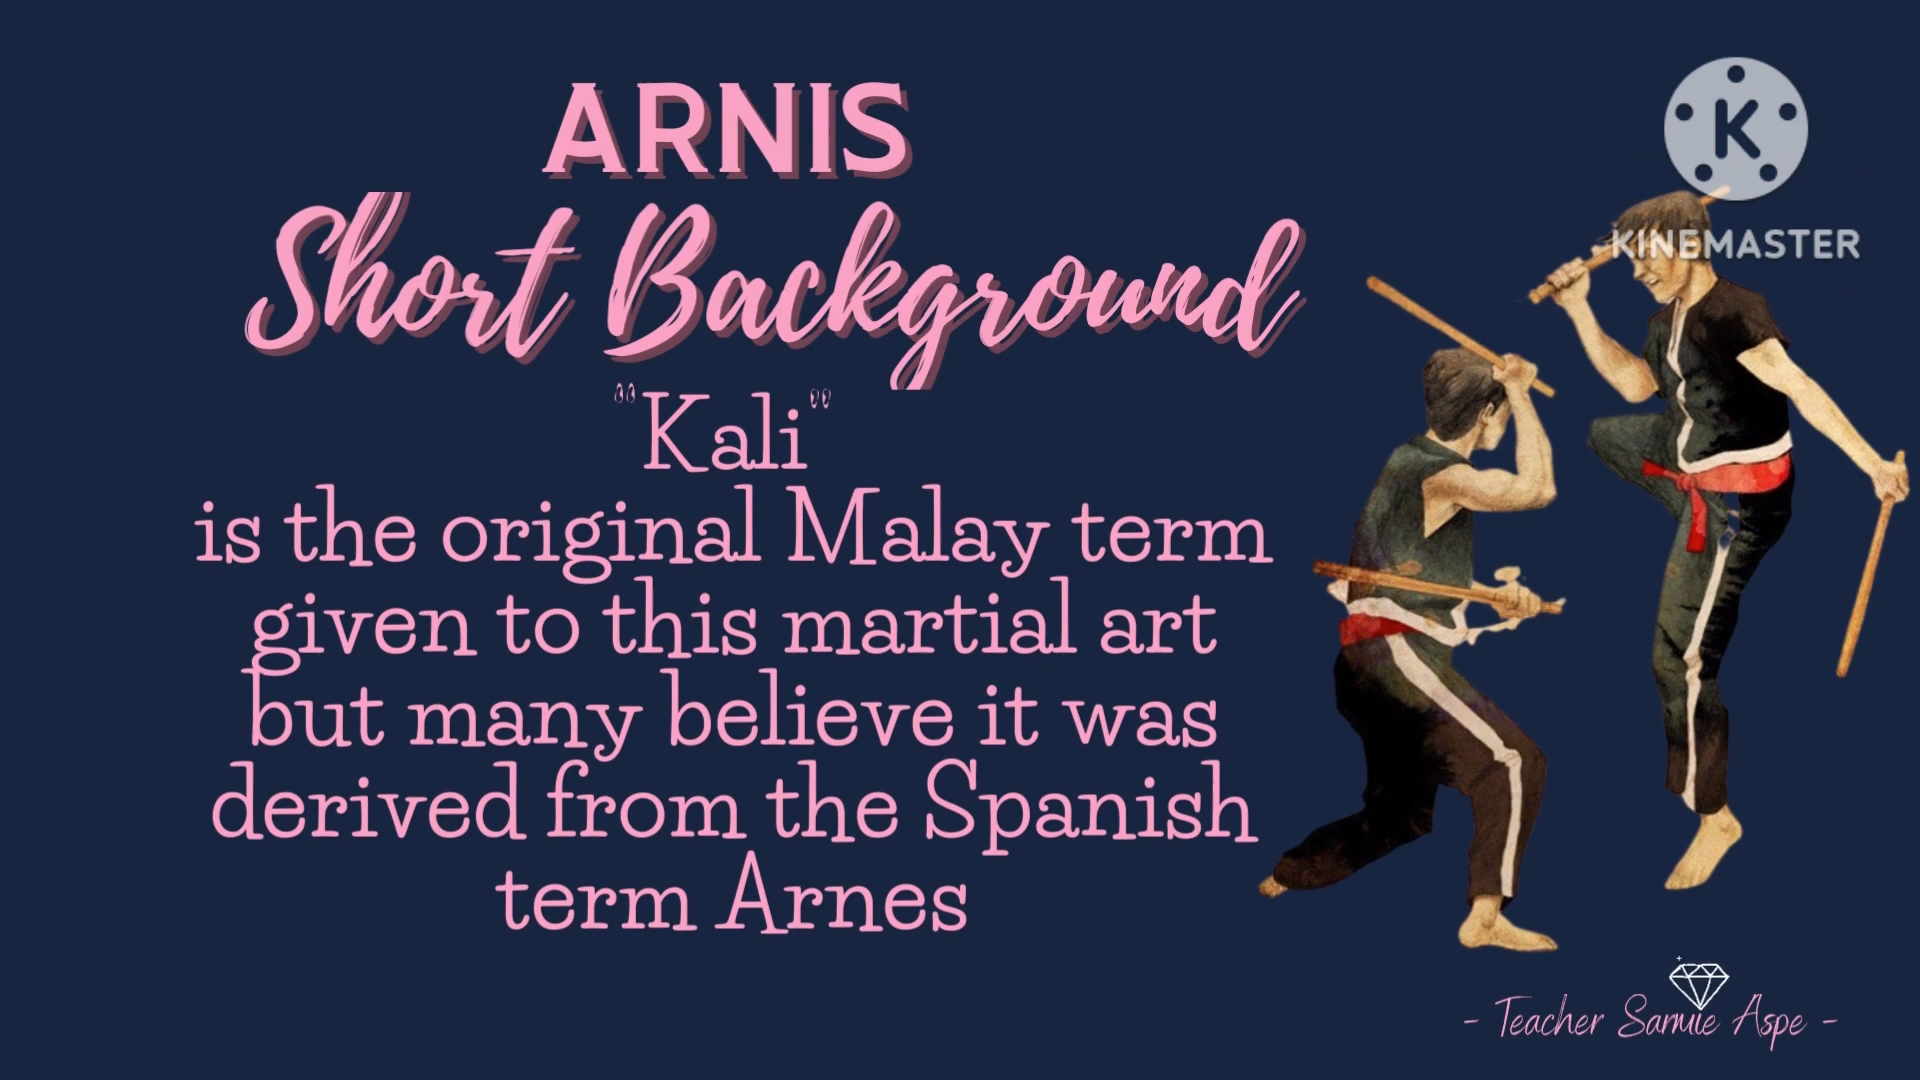 ARNIS
Short Background
"Kali"
is the original Malay term
given to this martial art
but many believe it was
derived from the Spanish
term Arnes
K
KINEMASTER
- Teacher Sarmie Aspe -